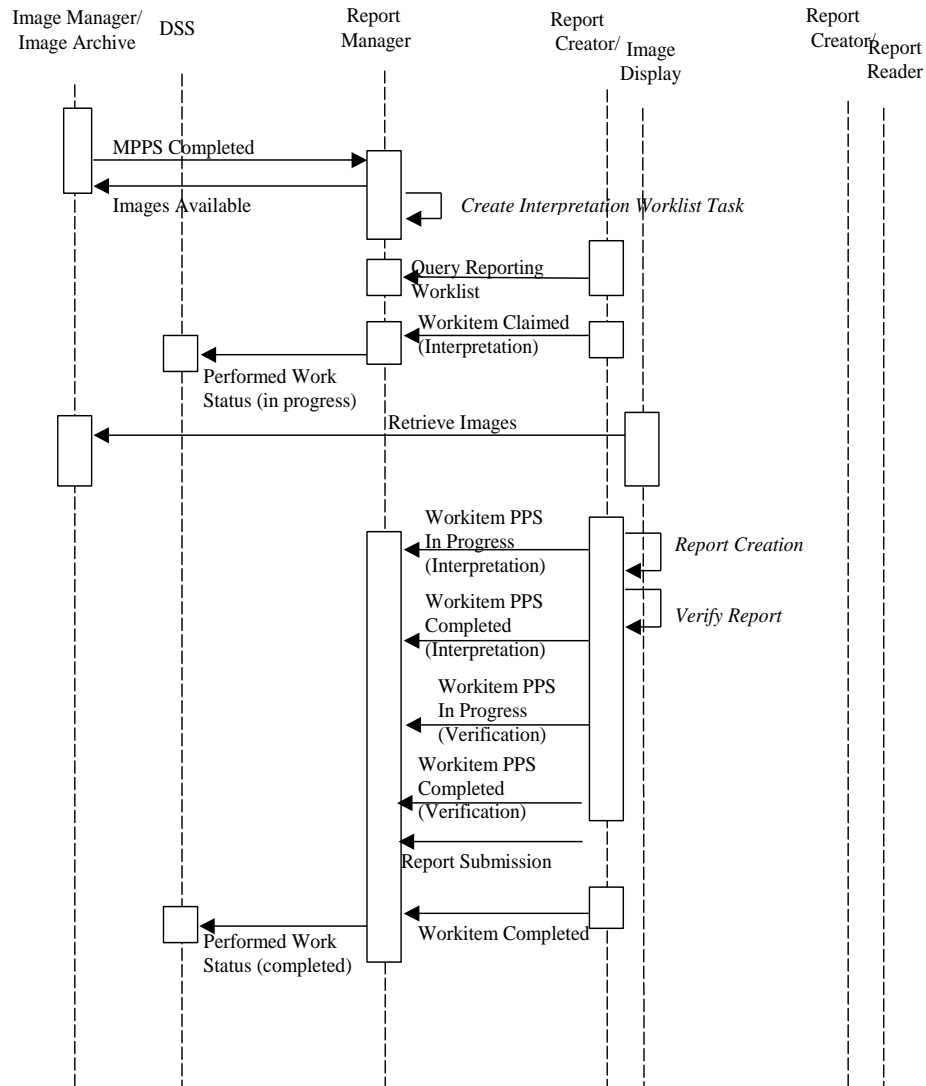 Image Manager/
Image Archive
DSS
Report
Manager
Report
Creator/
Image
Display
Report
Creator/
Report
Reader
MPPS Completed
Images Available
Create Interpretation Worklist Task
Query Reporting
Worklist
Workitem Claimed
(Interpretation)
Performed Work
Status (in progress)
Retrieve Images
Workitem PPS
In Progress
(Interpretation)
Report Creation
Workitem PPS
Completed
(Interpretation)
Verify Report
Workitem PPS
In Progress
(Verification)
Workitem PPS
Completed
(Verification)
Report Submission
Workitem Completed
Performed Work
Status (completed)